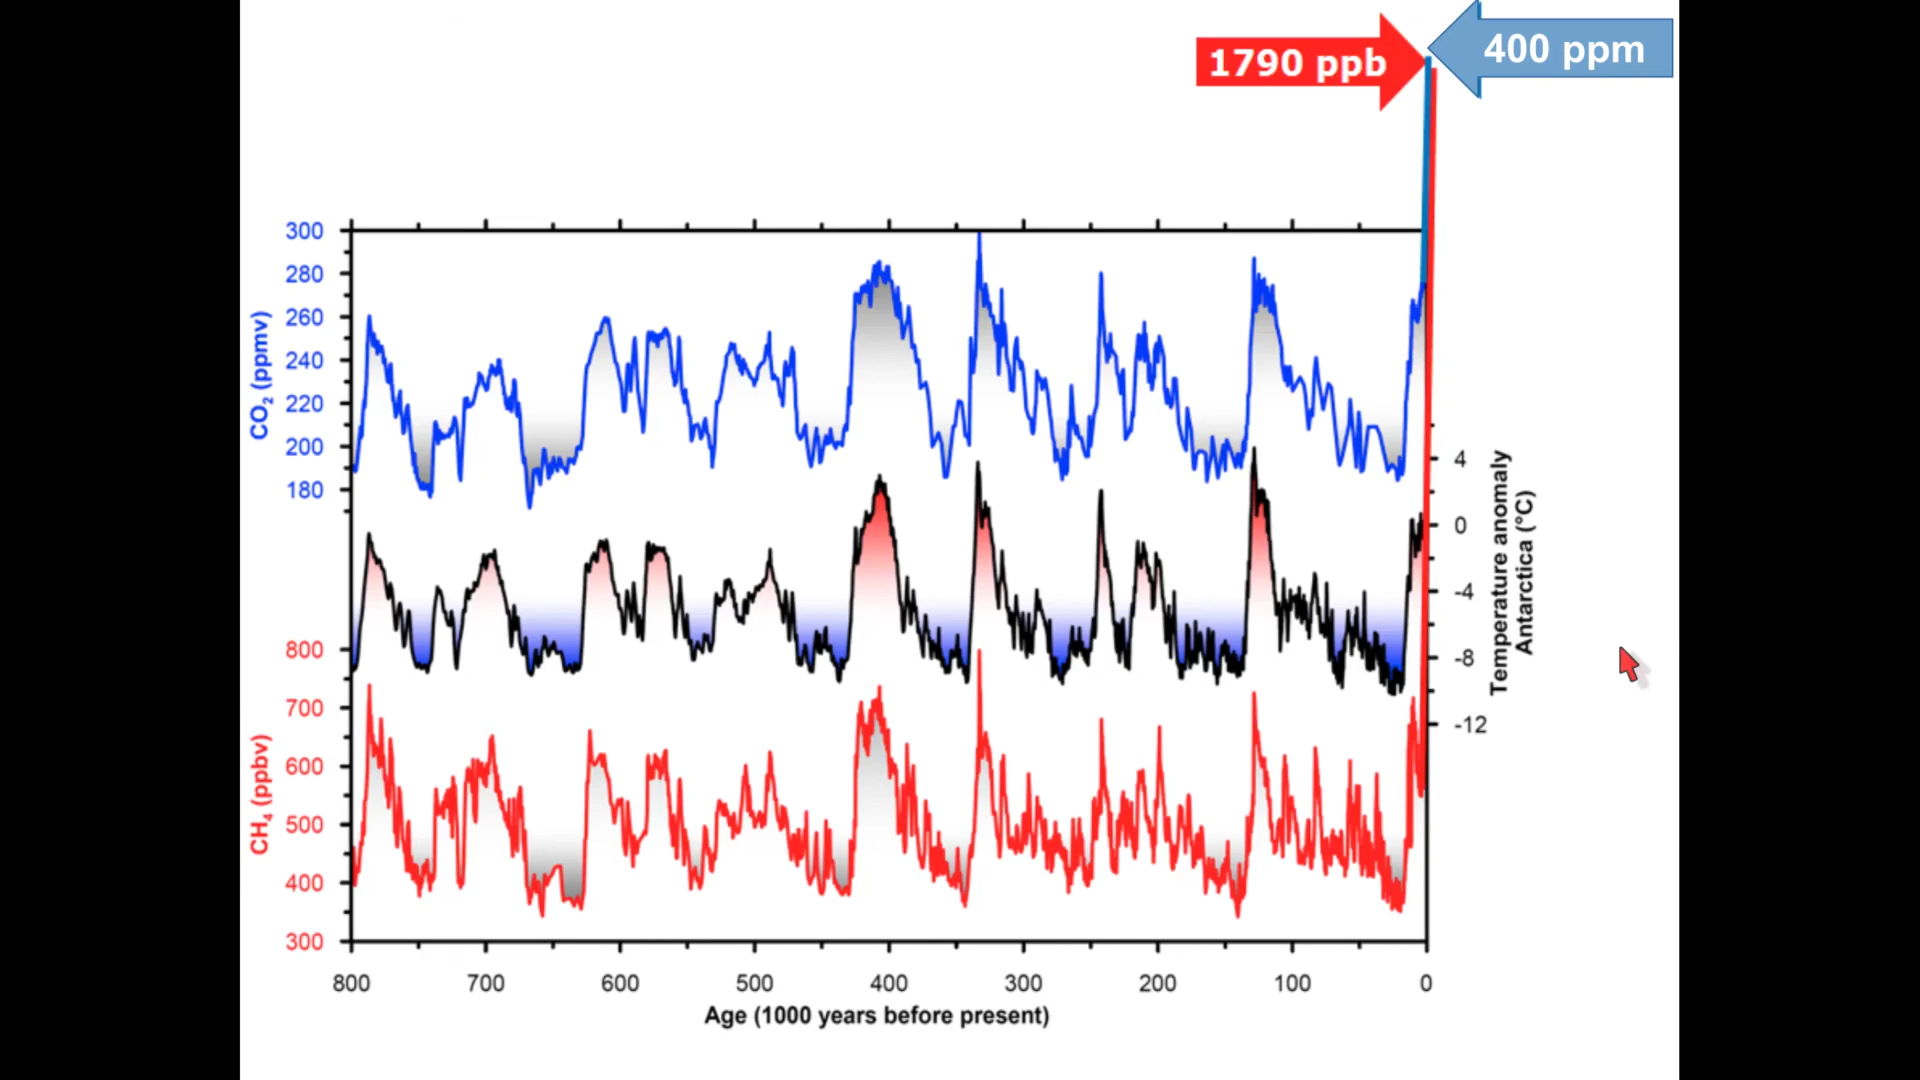 1790 ppb
400 ppm
300
280
260
240
220
200
180
CO₂ (ppmv)
4
0
-4
-8
-12
Temperature anomaly
Antarctica (°C)
800
700
600
500
400
300
CH₄ (ppbv)
800 700 600 500 400 300 200 100 0
Age (1000 years before present)